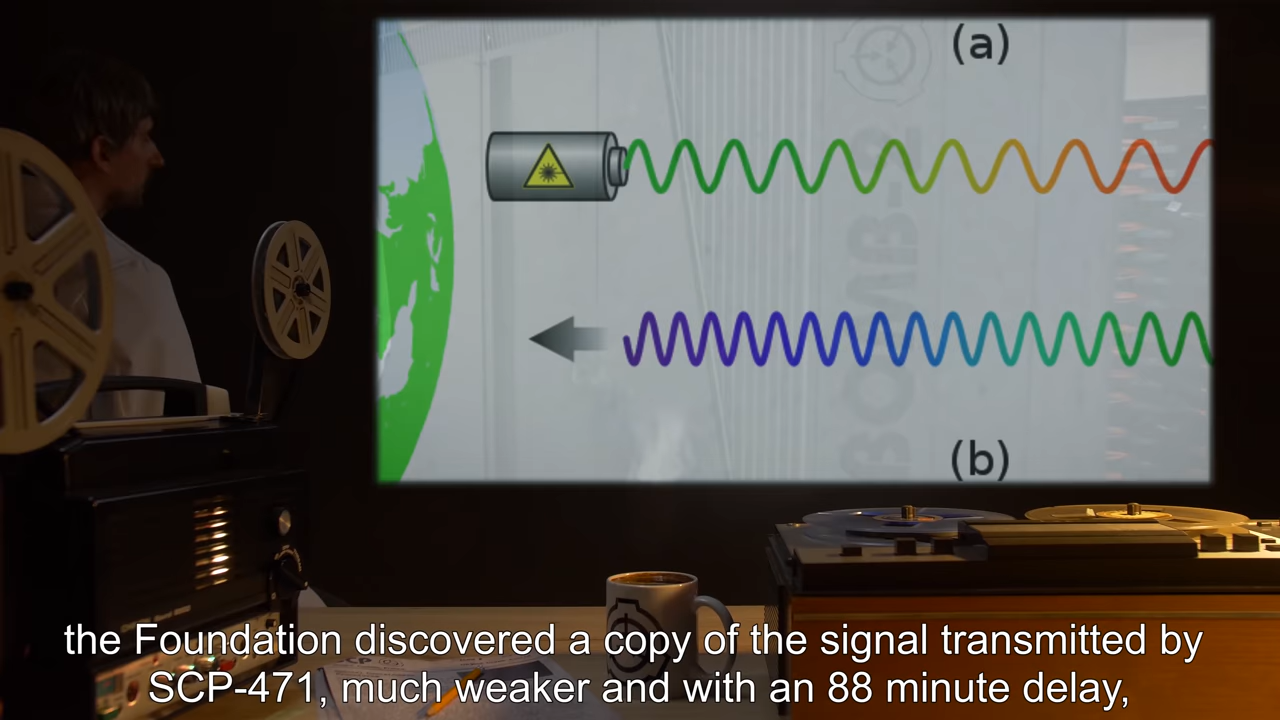 (a)
(b)
the Foundation discovered a copy of the signal transmitted by
SCP-471, much weaker and with an 88 minute delay,